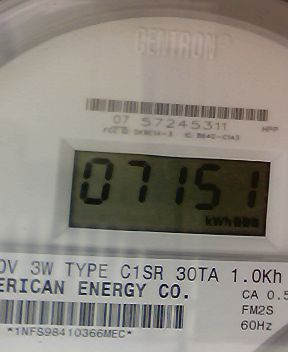 CENTRON
07 57245311
HPP
07151
kWh
0V 3W TYPE C1SR 30TA 1.0Kh
ERICAN ENERGY CO.
CA 0.5
FM2S
60Hz
*1NFS98410366MEC*